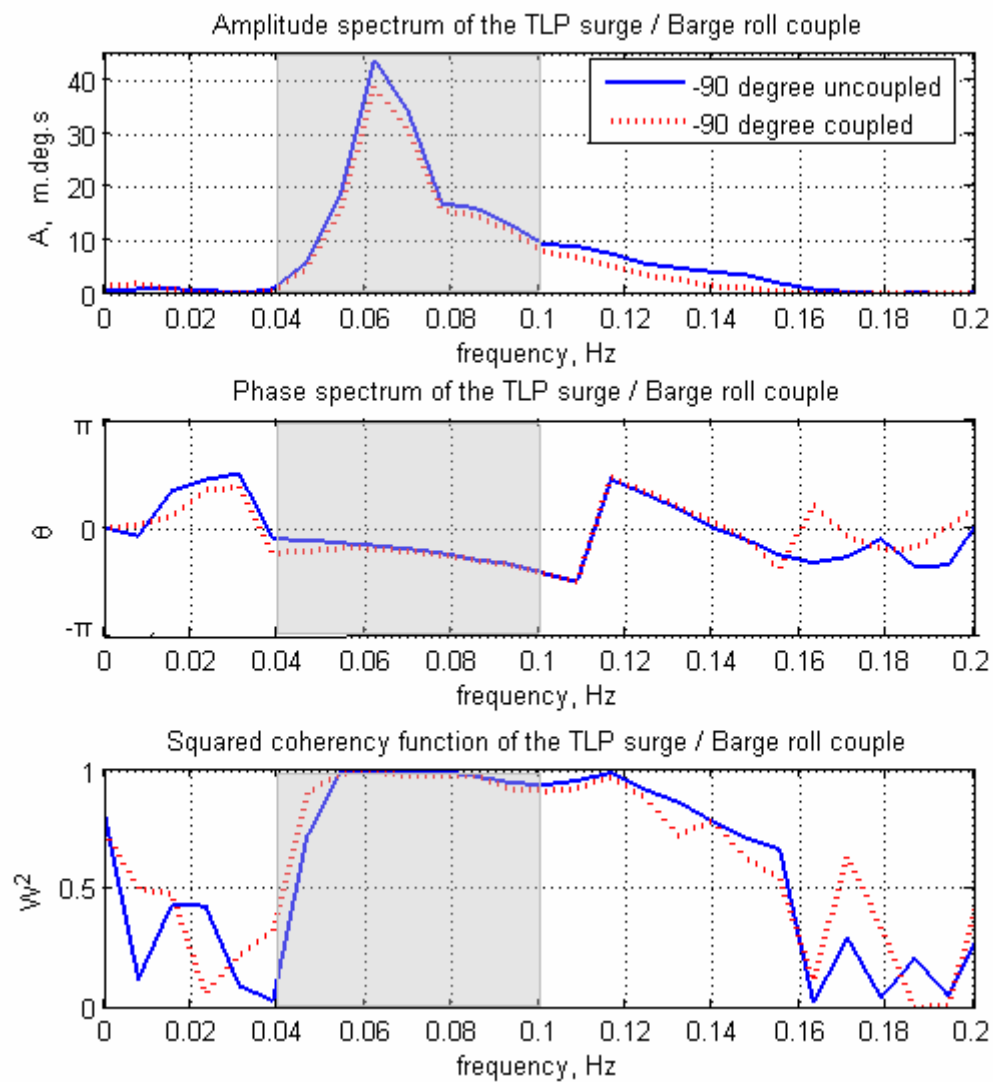 Amplitude spectrum of the TLP surge / Barge roll couple
40
30
20
10
0
A, m.deg.s
-90 degree uncoupled
-90 degree coupled
0 0.02 0.04 0.06 0.08 0.1 0.12 0.14 0.16 0.18 0.2
frequency, Hz
Phase spectrum of the TLP surge / Barge roll couple
π
0
-π
θ
0 0.02 0.04 0.06 0.08 0.1 0.12 0.14 0.16 0.18 0.2
frequency, Hz
Squared coherency function of the TLP surge / Barge roll couple
1
0.5
0
W²
0 0.02 0.04 0.06 0.08 0.1 0.12 0.14 0.16 0.18 0.2
frequency, Hz